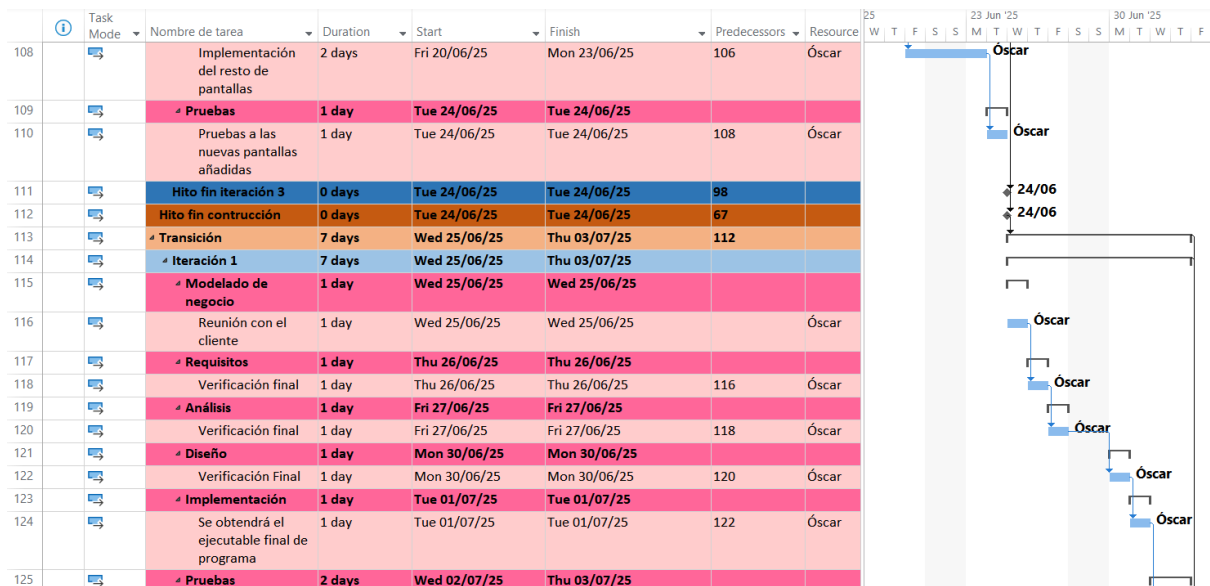 Task Mode Nombre de tarea Duration Start Finish Predecessors Resource
25 23 Jun '25 30 Jun '25
W T F S S M T W T F S S M T W T F
108 Implementación del resto de pantallas 2 days Fri 20/06/25 Mon 23/06/25 106 Óscar Óscar
109 Pruebas 1 day Tue 24/06/25 Tue 24/06/25
110 Pruebas a las nuevas pantallas añadidas 1 day Tue 24/06/25 Tue 24/06/25 108 Óscar Óscar
111 Hito fin iteración 3 0 days Tue 24/06/25 Tue 24/06/25 98 24/06
112 Hito fin contrucción 0 days Tue 24/06/25 Tue 24/06/25 67 24/06
113 Transición 7 days Wed 25/06/25 Thu 03/07/25 112
114 Iteración 1 7 days Wed 25/06/25 Thu 03/07/25
115 Modelado de negocio 1 day Wed 25/06/25 Wed 25/06/25
116 Reunión con el cliente 1 day Wed 25/06/25 Wed 25/06/25 Óscar Óscar
117 Requisitos 1 day Thu 26/06/25 Thu 26/06/25
118 Verificación final 1 day Thu 26/06/25 Thu 26/06/25 116 Óscar Óscar
119 Análisis 1 day Fri 27/06/25 Fri 27/06/25
120 Verificación final 1 day Fri 27/06/25 Fri 27/06/25 118 Óscar Óscar
121 Diseño 1 day Mon 30/06/25 Mon 30/06/25
122 Verificación Final 1 day Mon 30/06/25 Mon 30/06/25 120 Óscar Óscar
123 Implementación 1 day Tue 01/07/25 Tue 01/07/25
124 Se obtendrá el ejecutable final de programa 1 day Tue 01/07/25 Tue 01/07/25 122 Óscar Óscar
125 Pruebas 2 days Wed 02/07/25 Thu 03/07/25